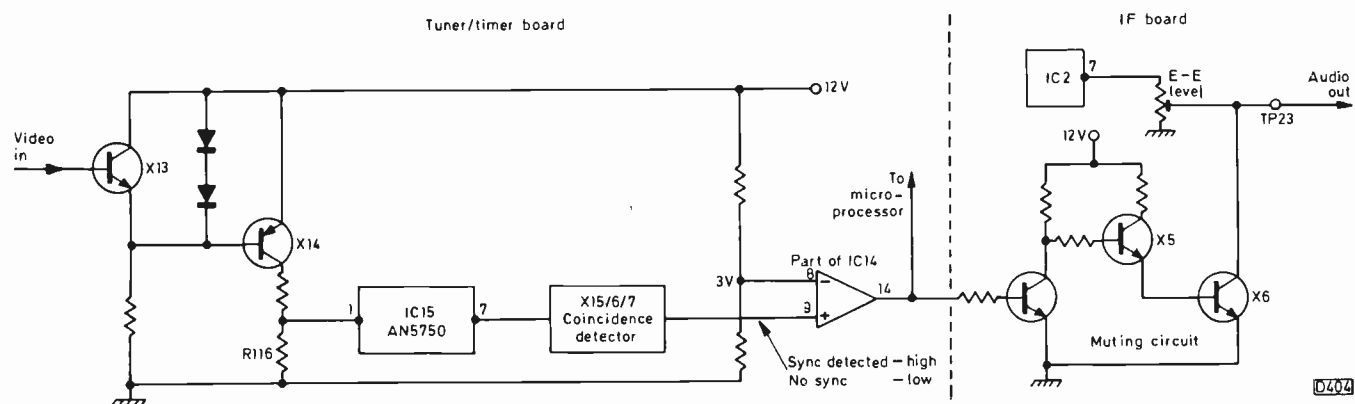 Tuner/timer board
IF board
IC2
7
E-E
level
Audio
out
TP23
12V
Video
in
X13
X14
12V
To
micro-
processor
12V
X5
X6
3V
Part of IC14
8
-
9
+
14
1
IC15
AN5750
7
X15/6/7
Coincidence
detector
R116
Sync detected – high
No sync – low
Muting circuit
D404